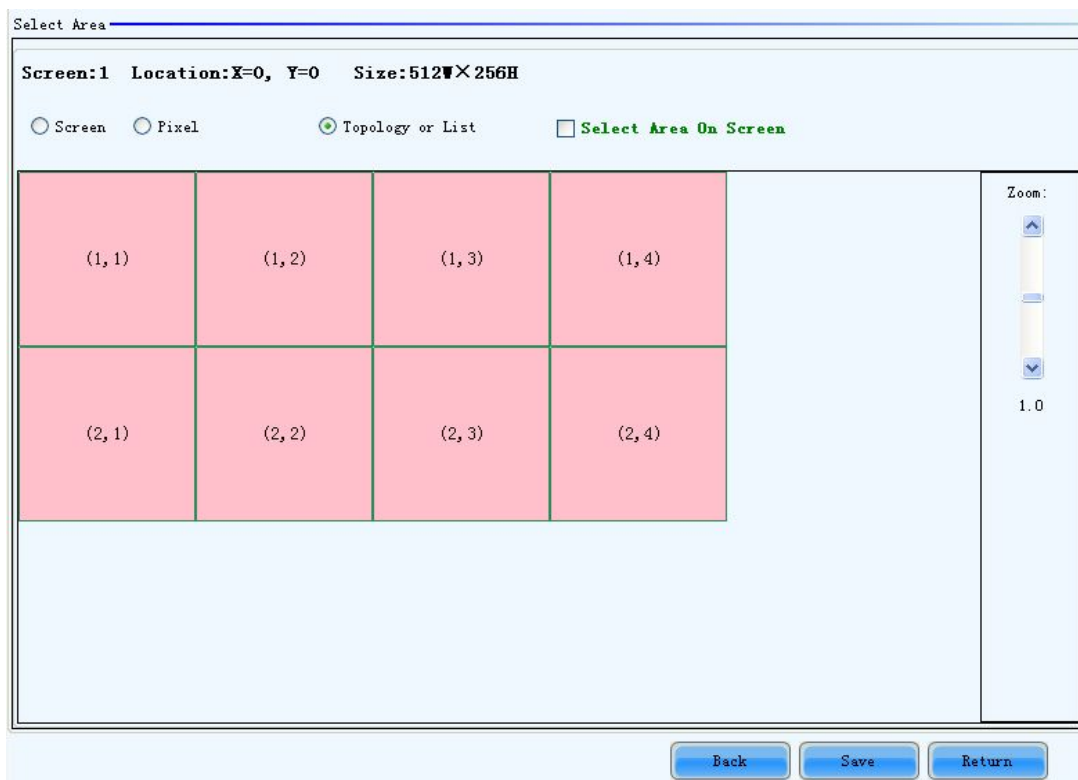 Select Area
Screen:1 Location:X=0, Y=0 Size:512W×256H
Screen Pixel Topology or List Select Area On Screen
Zoom:
(1,1) (1,2) (1,3) (1,4)
1.0
(2,1) (2,2) (2,3) (2,4)
Back Save Return